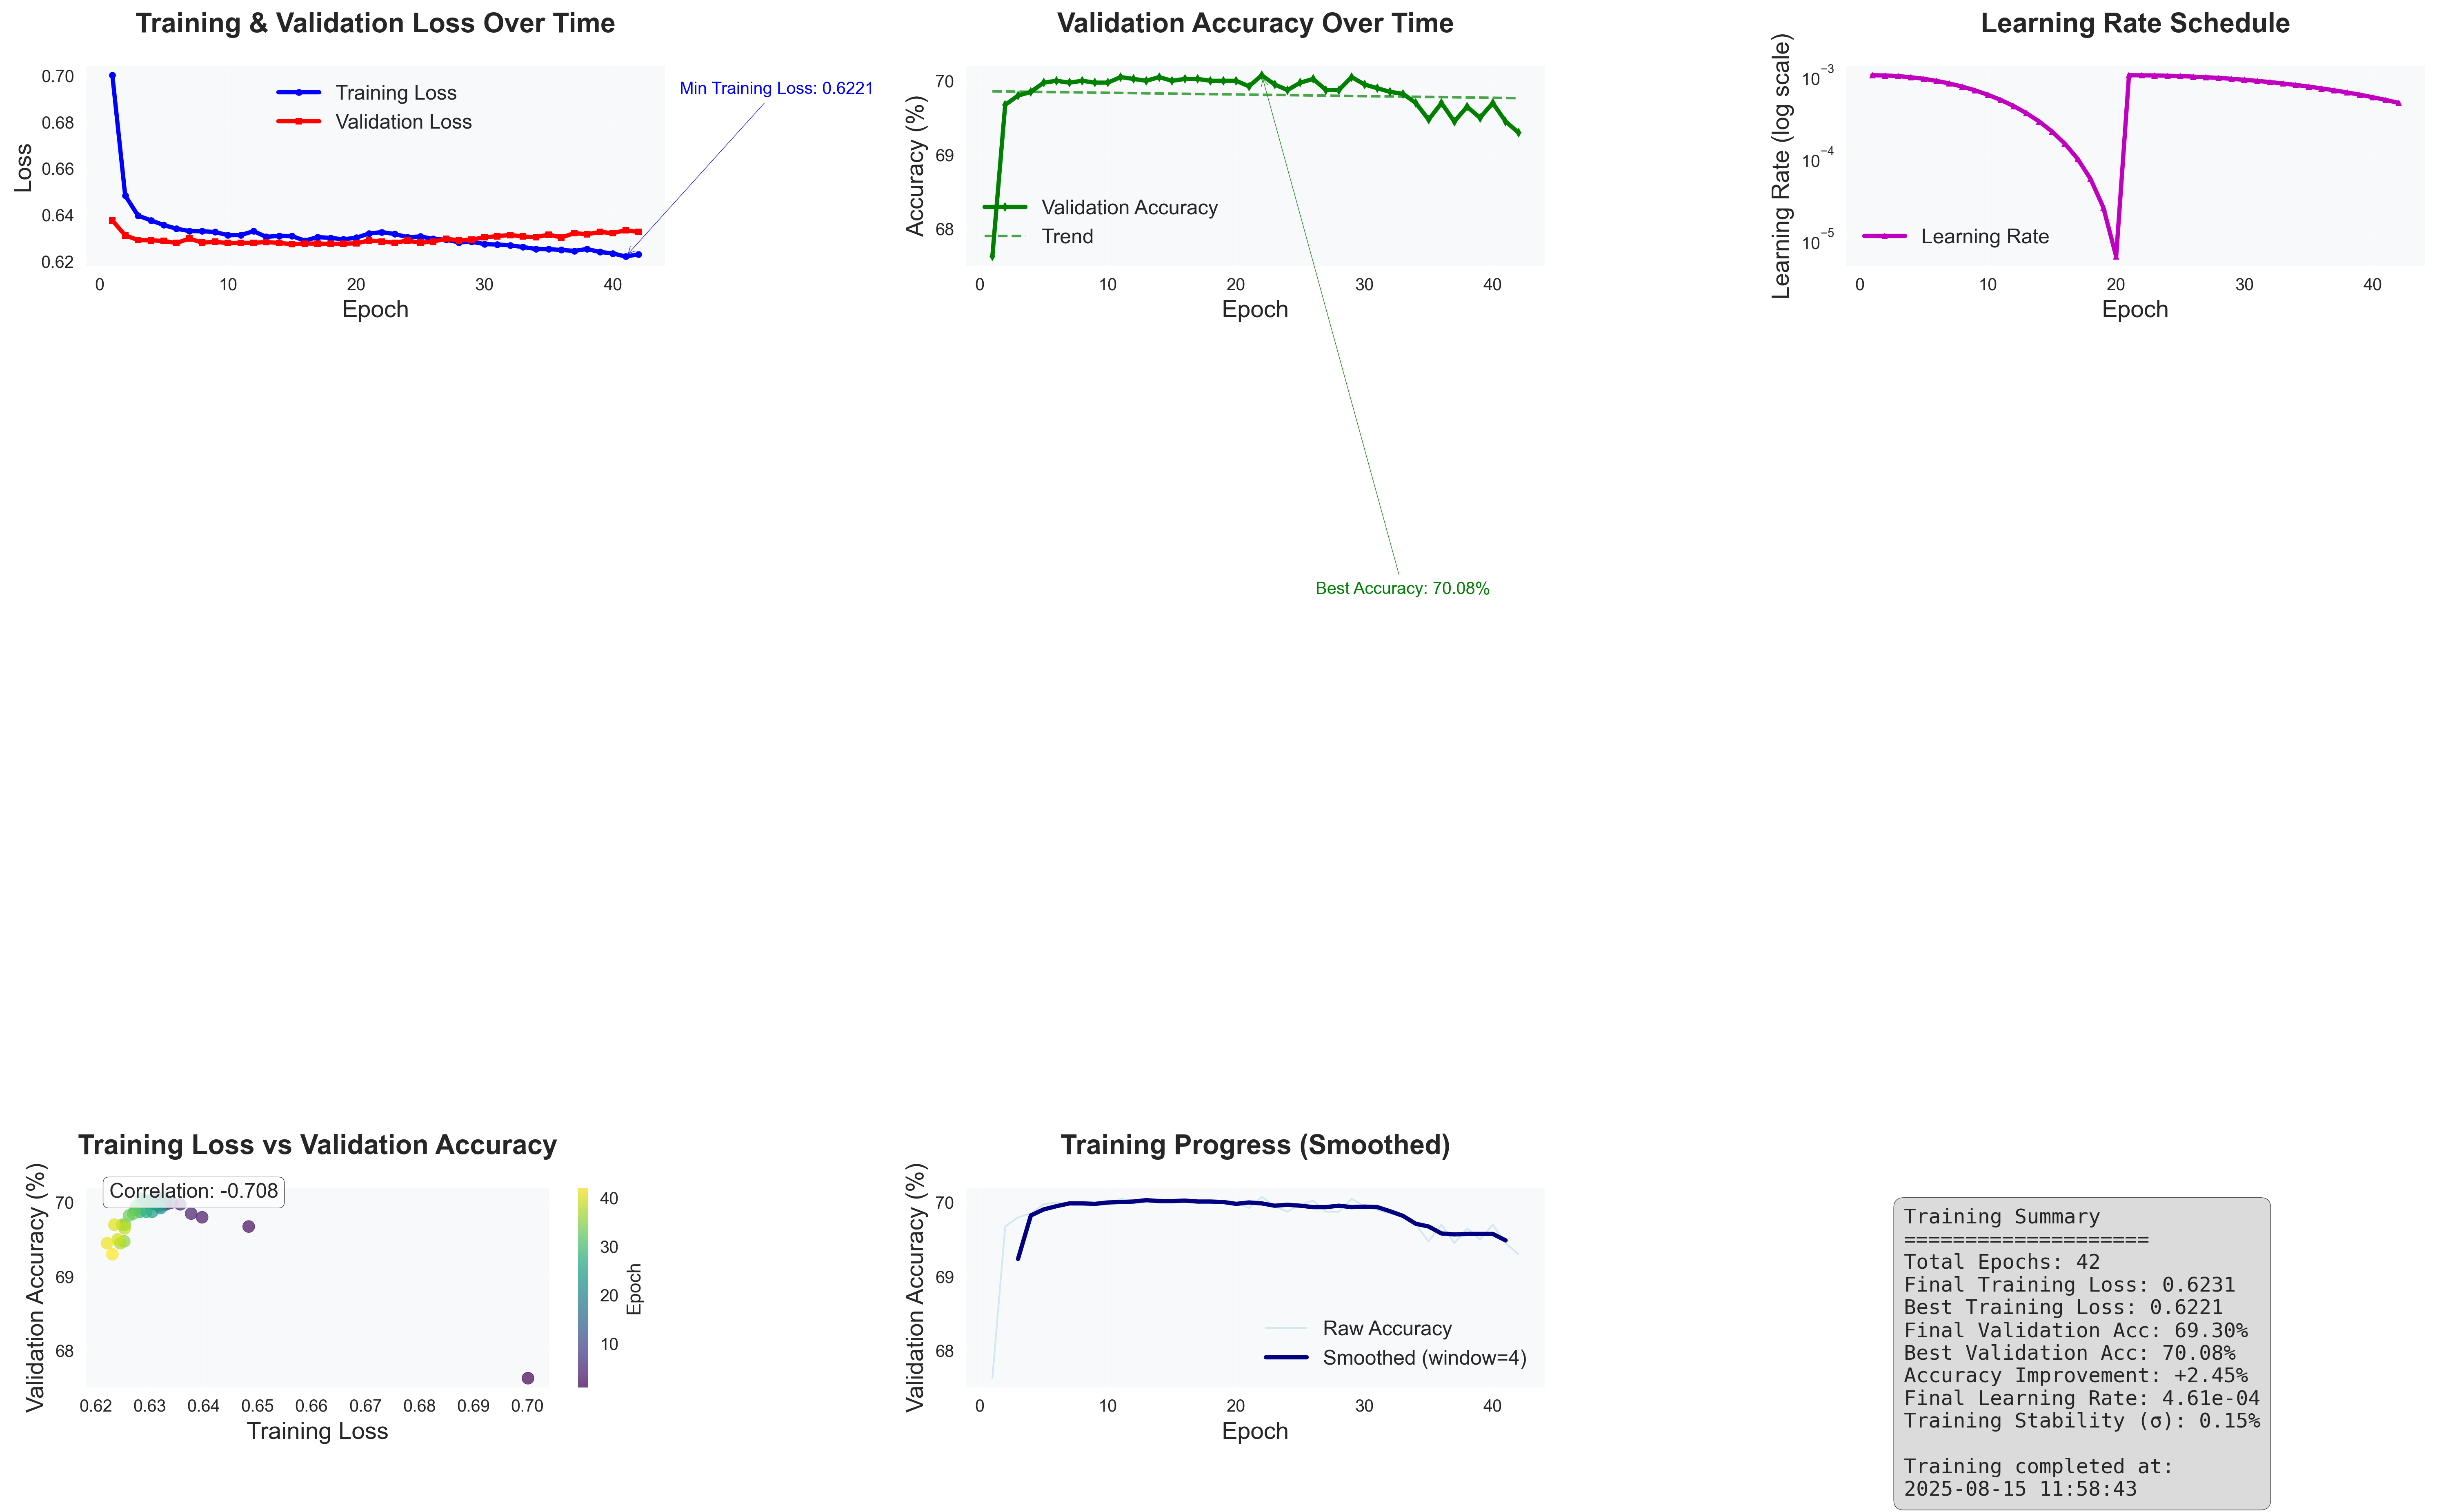 Training & Validation Loss Over Time
Loss
0.70
0.68
0.66
0.64
0.62
Training Loss
Validation Loss
Min Training Loss: 0.6221
0 10 20 30 40
Epoch
Validation Accuracy Over Time
Accuracy (%)
70
69
68
Validation Accuracy
Trend
0 10 20 30 40
Epoch
Best Accuracy: 70.08%
Learning Rate Schedule
Learning Rate (log scale)
10⁻³
10⁻⁴
10⁻⁵
Learning Rate
0 10 20 30 40
Epoch
Training Loss vs Validation Accuracy
Validation Accuracy (%)
Correlation: -0.708
70
69
68
0.62 0.63 0.64 0.65 0.66 0.67 0.68 0.69 0.70
Training Loss
40
30
20
10
Epoch
Training Progress (Smoothed)
Validation Accuracy (%)
70
69
68
Raw Accuracy
Smoothed (window=4)
0 10 20 30 40
Epoch
Training Summary
====================
Total Epochs: 42
Final Training Loss: 0.6231
Best Training Loss: 0.6221
Final Validation Acc: 69.30%
Best Validation Acc: 70.08%
Accuracy Improvement: +2.45%
Final Learning Rate: 4.61e-04
Training Stability (σ): 0.15%
Training completed at:
2025-08-15 11:58:43